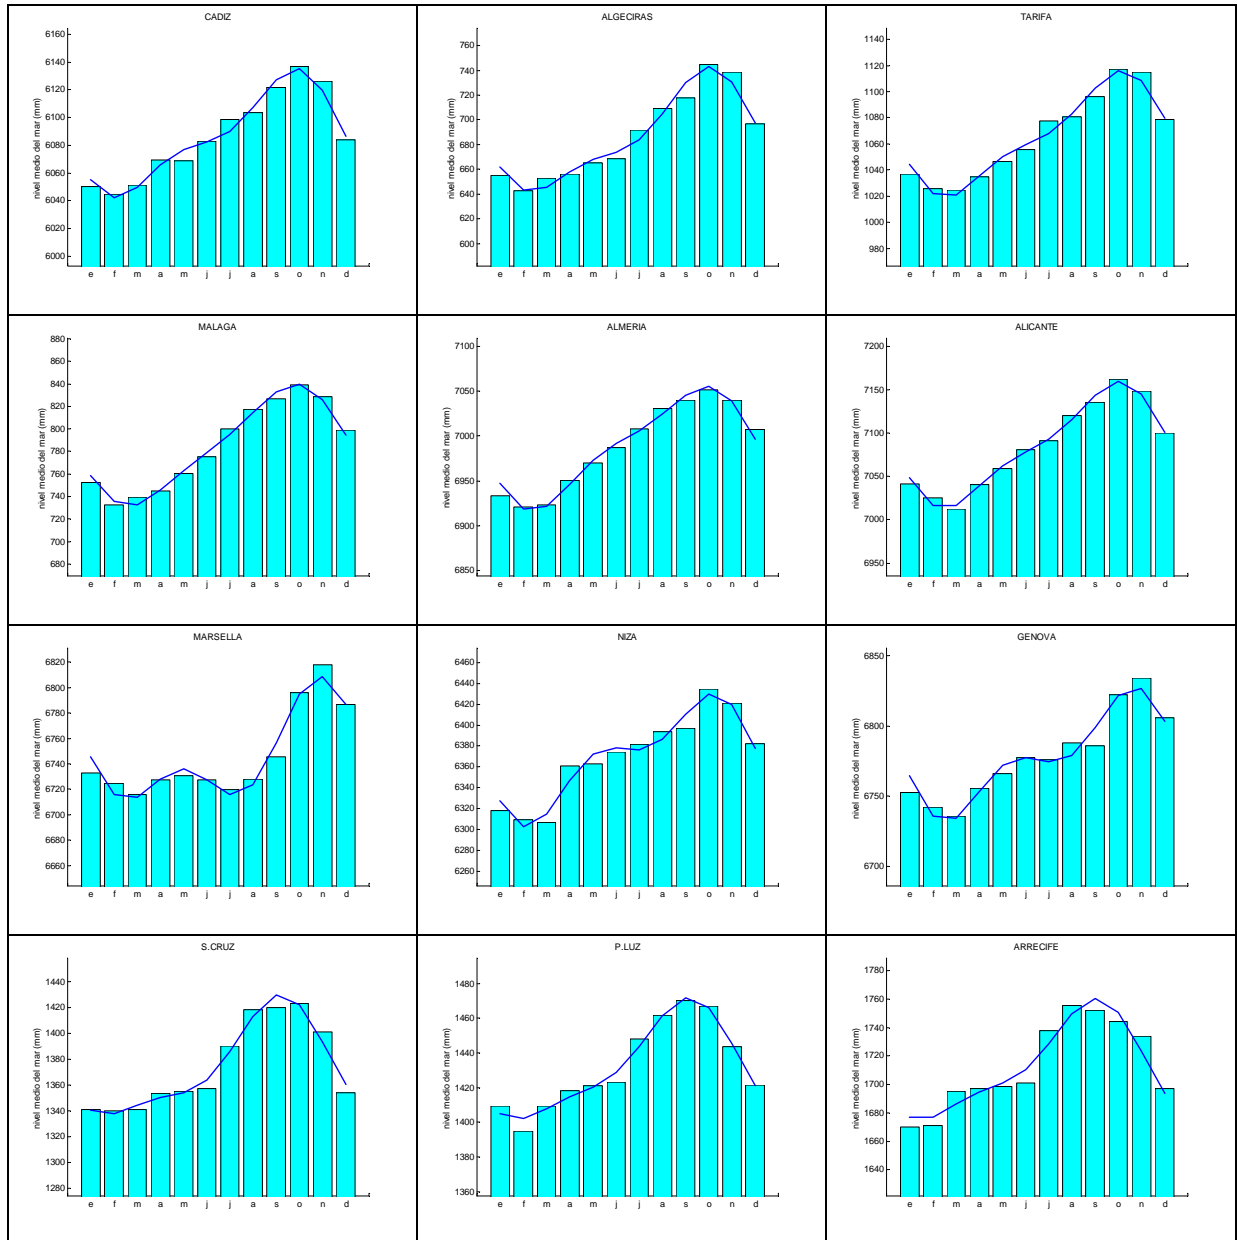 CADIZ
nivel medio del mar (mm)
6160
6140
6120
6100
6080
6060
6040
6020
6000
e f m a m j j a s o n d
ALGECIRAS
nivel medio del mar (mm)
760
740
720
700
680
660
640
620
600
e f m a m j j a s o n d
TARIFA
nivel medio del mar (mm)
1140
1120
1100
1080
1060
1040
1020
1000
980
e f m a m j j a s o n d
MALAGA
nivel medio del mar (mm)
880
860
840
820
800
780
760
740
720
700
680
e f m a m j j a s o n d
ALMERIA
nivel medio del mar (mm)
7100
7050
7000
6950
6900
6850
e f m a m j j a s o n d
ALICANTE
nivel medio del mar (mm)
7200
7150
7100
7050
7000
6950
e f m a m j j a s o n d
MARSELLA
nivel medio del mar (mm)
6820
6800
6780
6760
6740
6720
6700
6680
6660
e f m a m j j a s o n d
NIZA
nivel medio del mar (mm)
6460
6440
6420
6400
6380
6360
6340
6320
6300
6280
6260
e f m a m j j a s o n d
GENOVA
nivel medio del mar (mm)
6850
6800
6750
6700
e f m a m j j a s o n d
S.CRUZ
nivel medio del mar (mm)
1440
1420
1400
1380
1360
1340
1320
1300
1280
e f m a m j j a s o n d
P.LUZ
nivel medio del mar (mm)
1480
1460
1440
1420
1400
1380
1360
e f m a m j j a s o n d
ARRECIFE
nivel medio del mar (mm)
1780
1760
1740
1720
1700
1680
1660
1640
e f m a m j j a s o n d